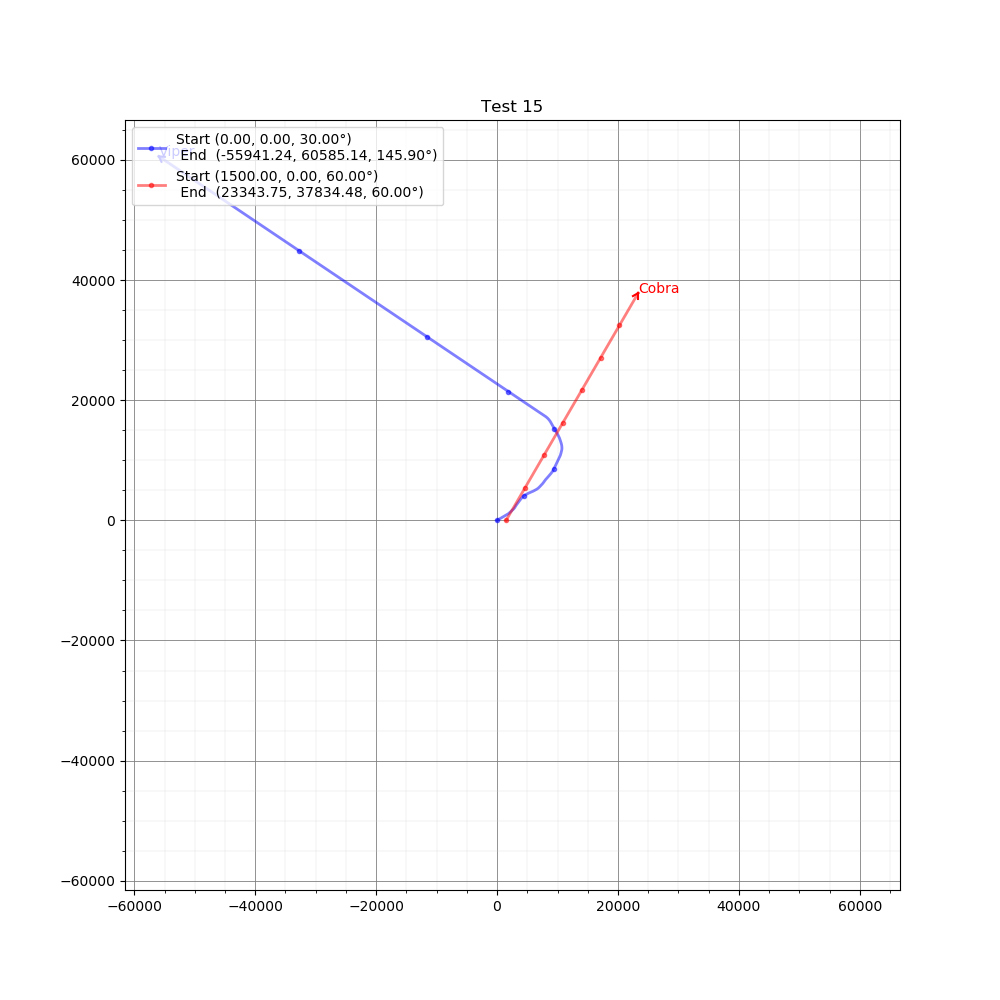 Test 15
Start (0.00, 0.00, 30.00°)
End (-55941.24, 60585.14, 145.90°)
Start (1500.00, 0.00, 60.00°)
End (23343.75, 37834.48, 60.00°)
Viper
Cobra
60000
40000
20000
0
−20000
−40000
−60000
−60000 −40000 −20000 0 20000 40000 60000